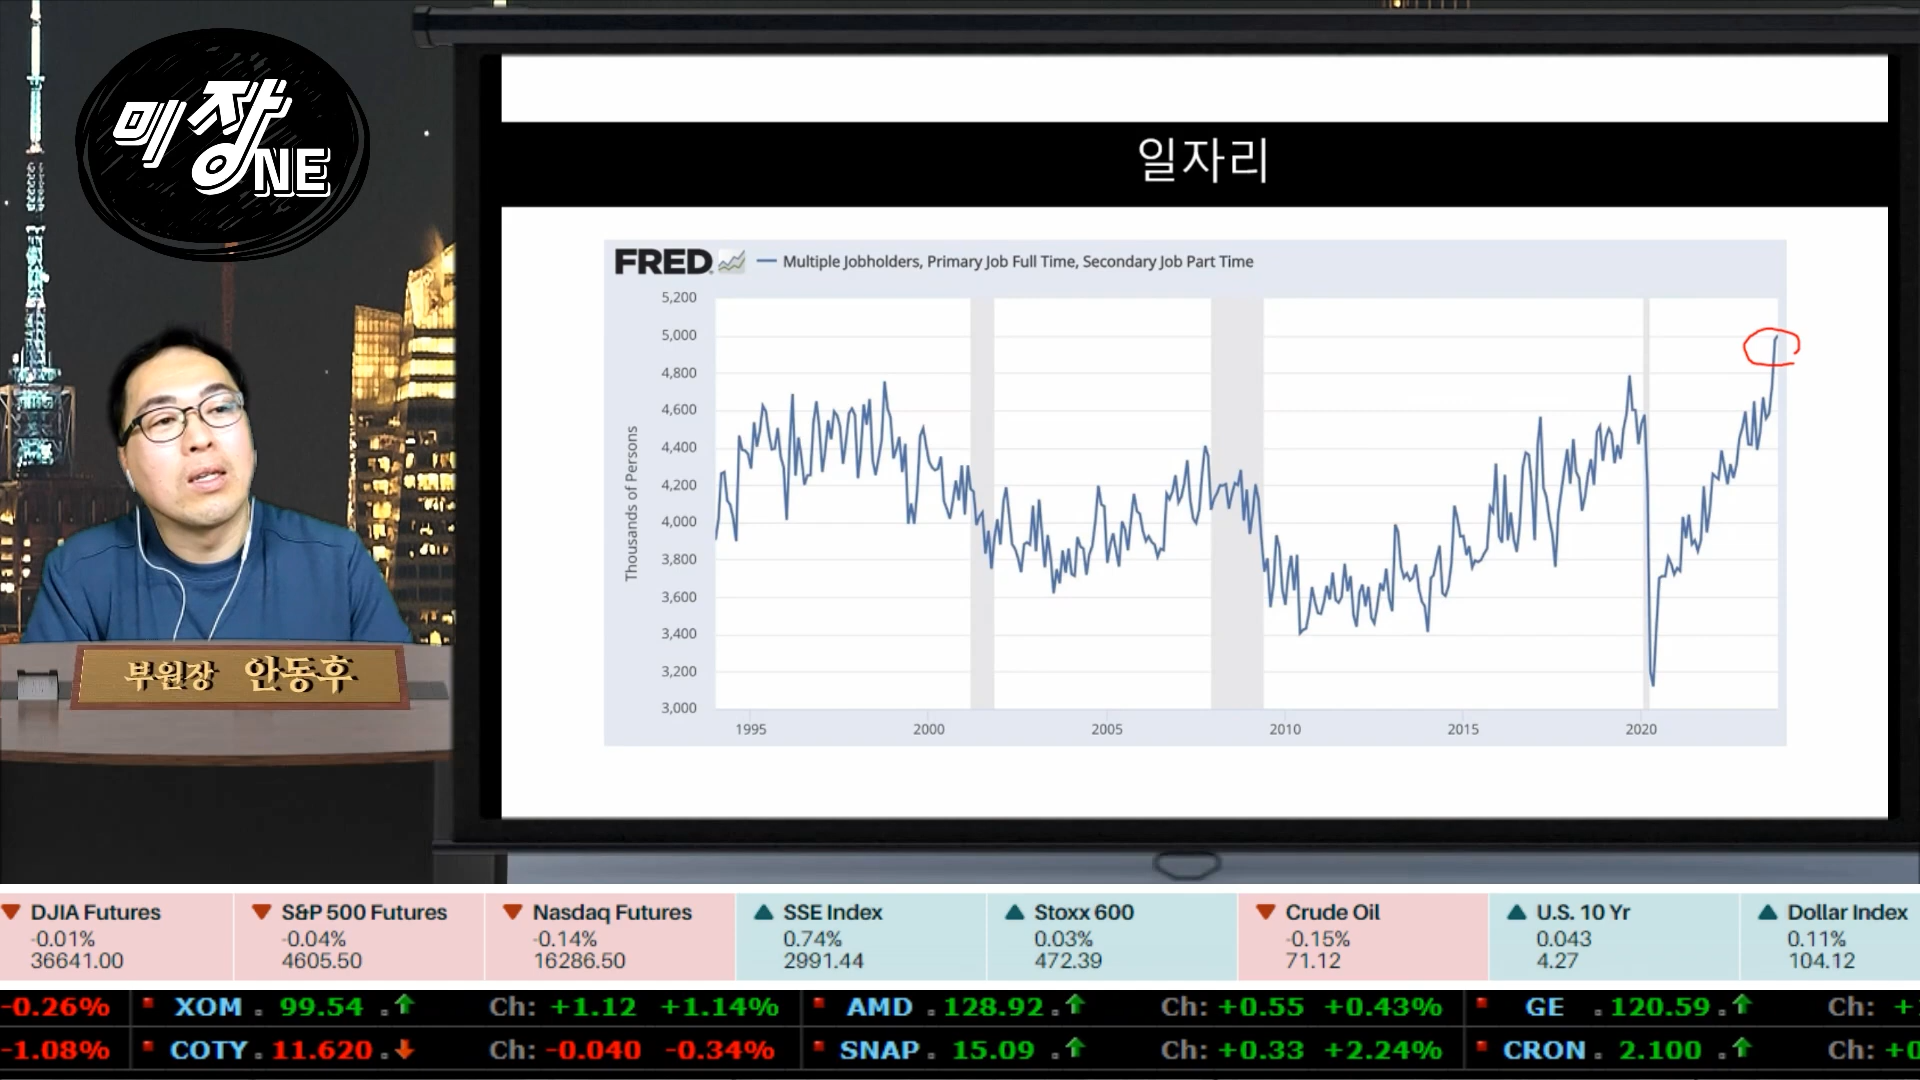 미장
NE
일자리
FRED
Multiple Jobholders, Primary Job Full Time, Secondary Job Part Time
Thousands of Persons
5,200
5,000
4,800
4,600
4,400
4,200
4,000
3,800
3,600
3,400
3,200
3,000
1995 2000 2005 2010 2015 2020
부원장 안동후
DJIA Futures
-0.01%
36641.00
S&P 500 Futures
-0.04%
4605.50
Nasdaq Futures
-0.14%
16286.50
SSE Index
0.74%
2991.44
Stoxx 600
0.03%
472.39
Crude Oil
-0.15%
71.12
U.S. 10 Yr
0.043
4.27
Dollar Index
0.11%
104.12
-0.26% XOM 99.54 Ch: +1.12 +1.14% AMD 128.92 Ch: +0.55 +0.43% GE 120.59 Ch: +
-1.08% COTY 11.620 Ch: -0.040 -0.34% SNAP 15.09 Ch: +0.33 +2.24% CRON 2.100 Ch: +0